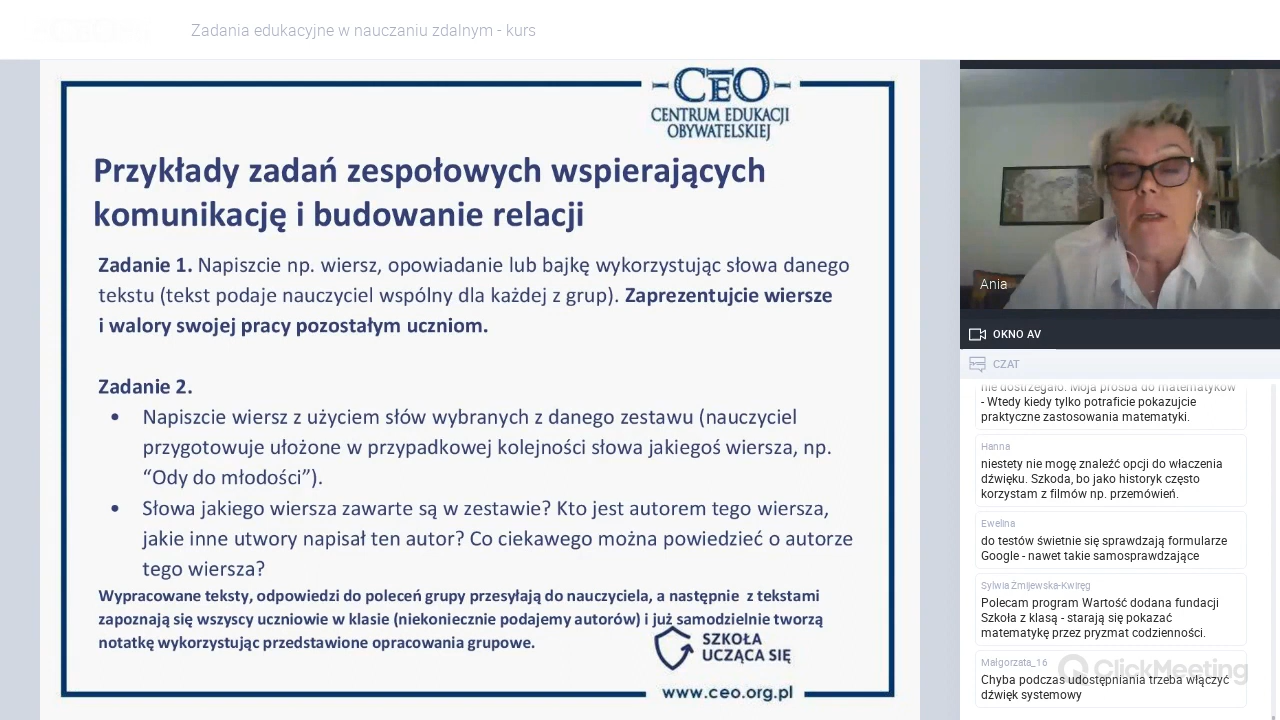 Zadania edukacyjne w nauczaniu zdalnym - kurs
CEO
CENTRUM EDUKACJI
OBYWATELSKIEJ
Przykłady zadań zespołowych wspierających
komunikację i budowanie relacji
Zadanie 1. Napiszcie np. wiersz, opowiadanie lub bajkę wykorzystując słowa danego
tekstu (tekst podaje nauczyciel wspólny dla każdej z grup). Zaprezentujcie wiersze
i walory swojej pracy pozostałym uczniom.
Zadanie 2.
• Napiszcie wiersz z użyciem słów wybranych z danego zestawu (nauczyciel
przygotowuje ułożone w przypadkowej kolejności słowa jakiegoś wiersza, np.
“Ody do młodości”).
• Słowa jakiego wiersza zawarte są w zestawie? Kto jest autorem tego wiersza,
jakie inne utwory napisał ten autor? Co ciekawego można powiedzieć o autorze
tego wiersza?
Wypracowane teksty, odpowiedzi do poleceń grupy przesyłają do nauczyciela, a następnie z tekstami
zapoznają się wszyscy uczniowie w klasie (niekoniecznie podajemy autorów) i już samodzielnie tworzą
notatkę wykorzystując przedstawione opracowania grupowe.
SZKOŁA
UCZĄCA SIĘ
www.ceo.org.pl
Ania
OKNO AV
CZAT
nie dostrzegało. Moja prośba do matematyków
- Wtedy kiedy tylko potraficie pokazujcie
praktyczne zastosowania matematyki.
Hanna
niestety nie mogę znaleźć opcji do właczenia
dźwięku. Szkoda, bo jako historyk często
korzystam z filmów np. przemówień.
Ewelina
do testów świetnie się sprawdzają formularze
Google - nawet takie samosprawdzające
Sylwia Żmijewska-Kwiręg
Polecam program Wartość dodana fundacji
Szkoła z klasą - starają się pokazać
matematykę przez pryzmat codzienności.
Małgorzata_16
Chyba podczas udostępniania trzeba włączyć
dźwięk systemowy
ClickMeeting